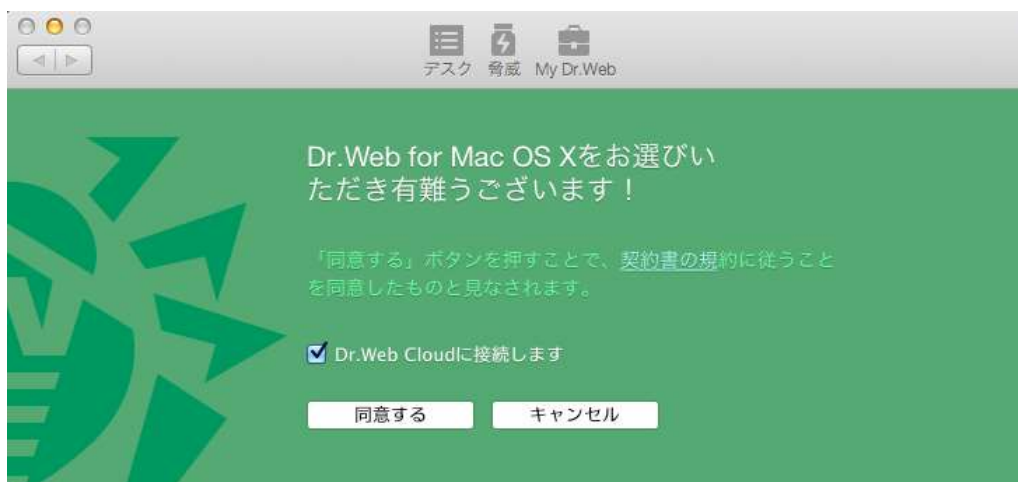 デスク 脅威 My Dr.Web
Dr.Web for Mac OS Xをお選びい
ただき有難うございます！
「同意する」ボタンを押すことで、契約書の規約に従うこと
を同意したものと見なされます。
Dr.Web Cloudに接続します
同意する キャンセル